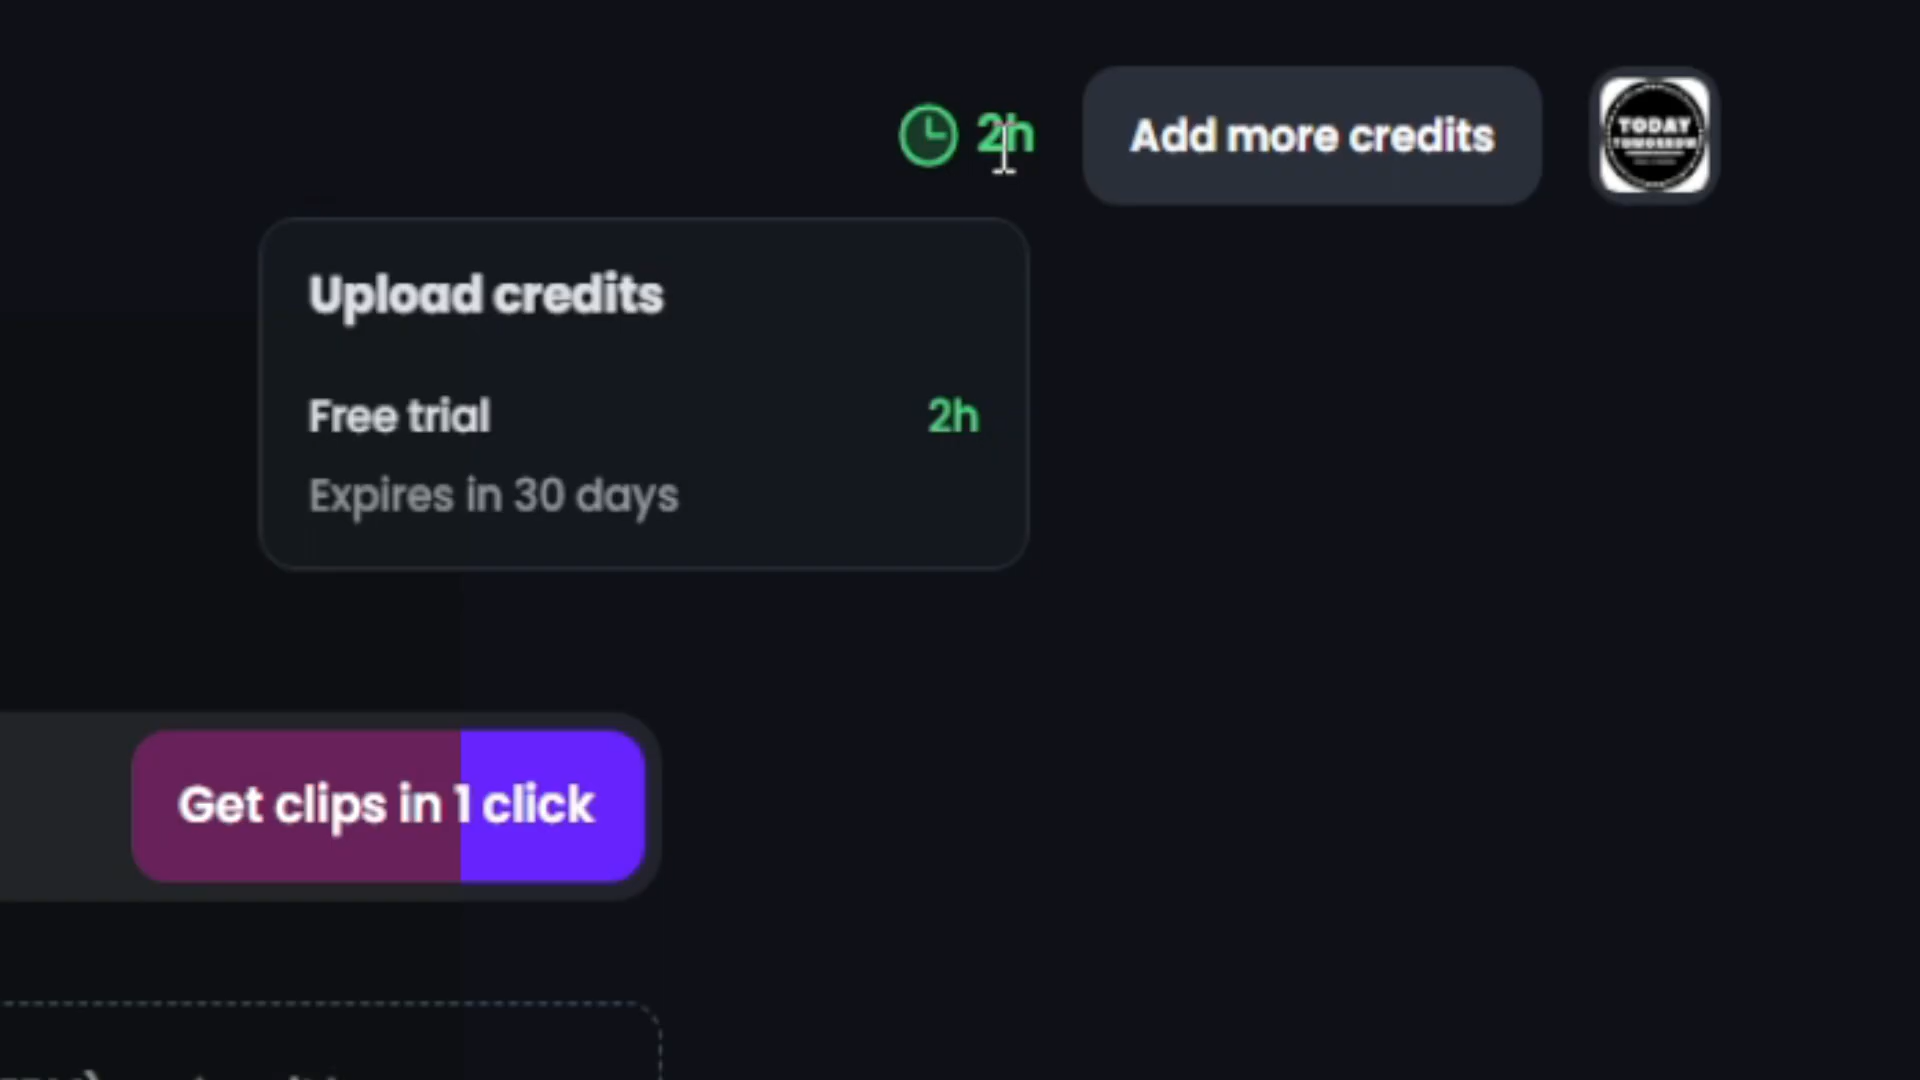 2h
Add more credits
TODAY
TOMORROW
Upload credits
Free trial 2h
Expires in 30 days
Get clips in 1 click